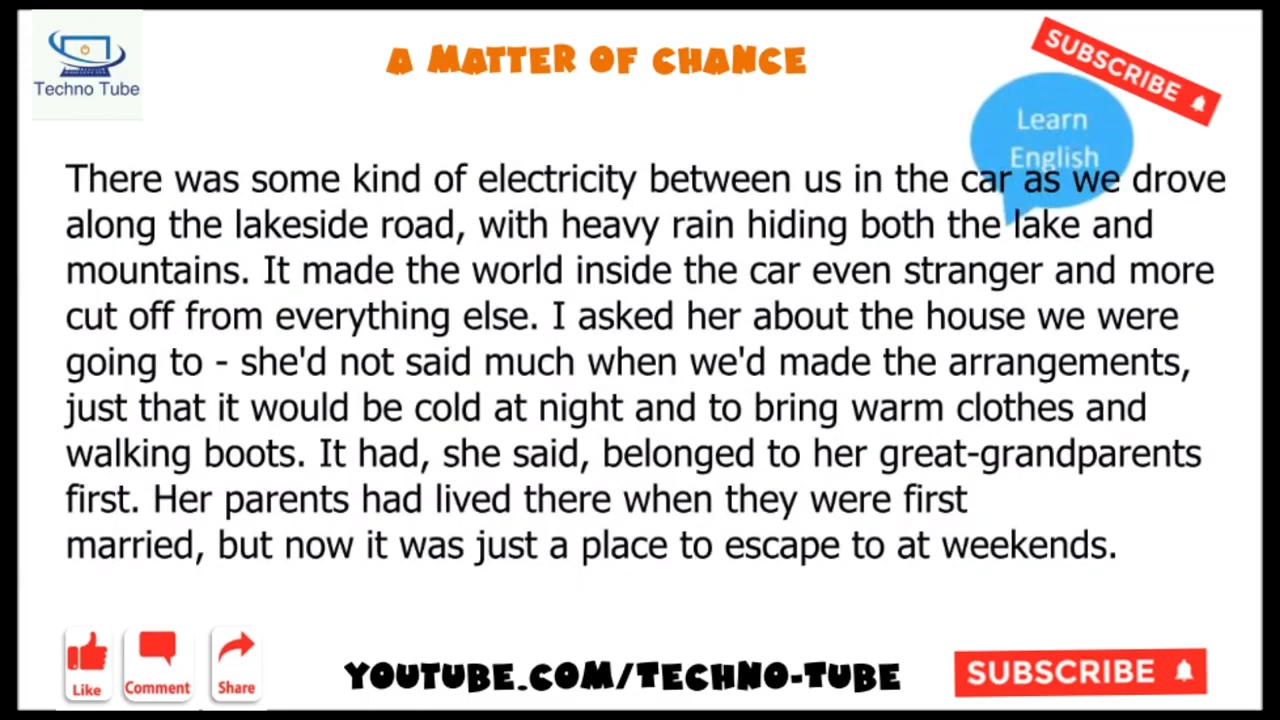 Techno Tube
A MATTER OF CHANCE
SUBSCRIBE
Learn
English
There was some kind of electricity between us in the car as we drove
along the lakeside road, with heavy rain hiding both the lake and
mountains. It made the world inside the car even stranger and more
cut off from everything else. I asked her about the house we were
going to - she'd not said much when we'd made the arrangements,
just that it would be cold at night and to bring warm clothes and
walking boots. It had, she said, belonged to her great-grandparents
first. Her parents had lived there when they were first
married, but now it was just a place to escape to at weekends.
Like
Comment
Share
YOUTUBE.COM/TECHNO-TUBE
SUBSCRIBE